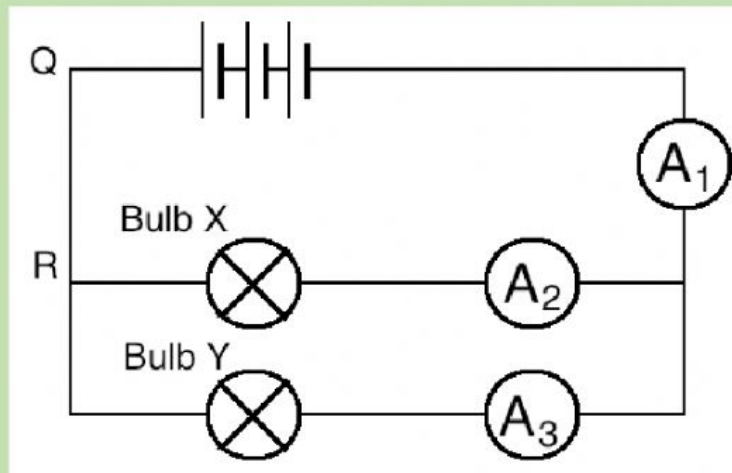 Q
A₁
Bulb X
R
A₂
Bulb Y
A₃